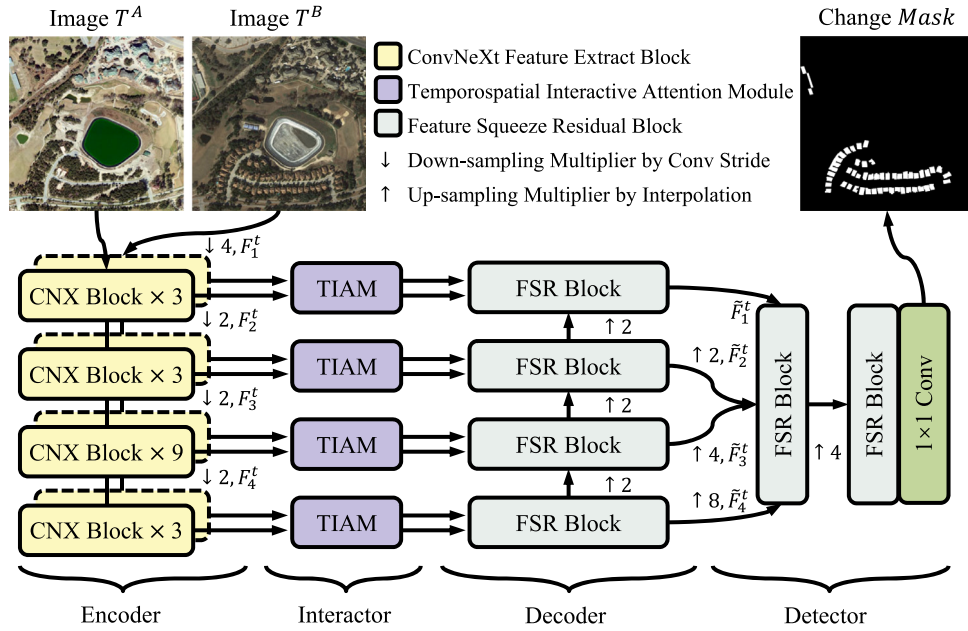 Image T^A
Image T^B
Change Mask
ConvNeXt Feature Extract Block
Temporospatial Interactive Attention Module
Feature Squeeze Residual Block
↓ Down-sampling Multiplier by Conv Stride
↑ Up-sampling Multiplier by Interpolation
↓ 4, F_1^t
CNX Block × 3
TIAM
FSR Block
↓ 2, F_2^t
↑ 2
F̃_1^t
CNX Block × 3
TIAM
FSR Block
↑ 2, F̃_2^t
↓ 2, F_3^t
↑ 2
CNX Block × 9
TIAM
FSR Block
↑ 4, F̃_3^t
↓ 2, F_4^t
↑ 2
CNX Block × 3
TIAM
FSR Block
↑ 8, F̃_4^t
FSR Block
↑ 4
FSR Block
1×1 Conv
Encoder
Interactor
Decoder
Detector